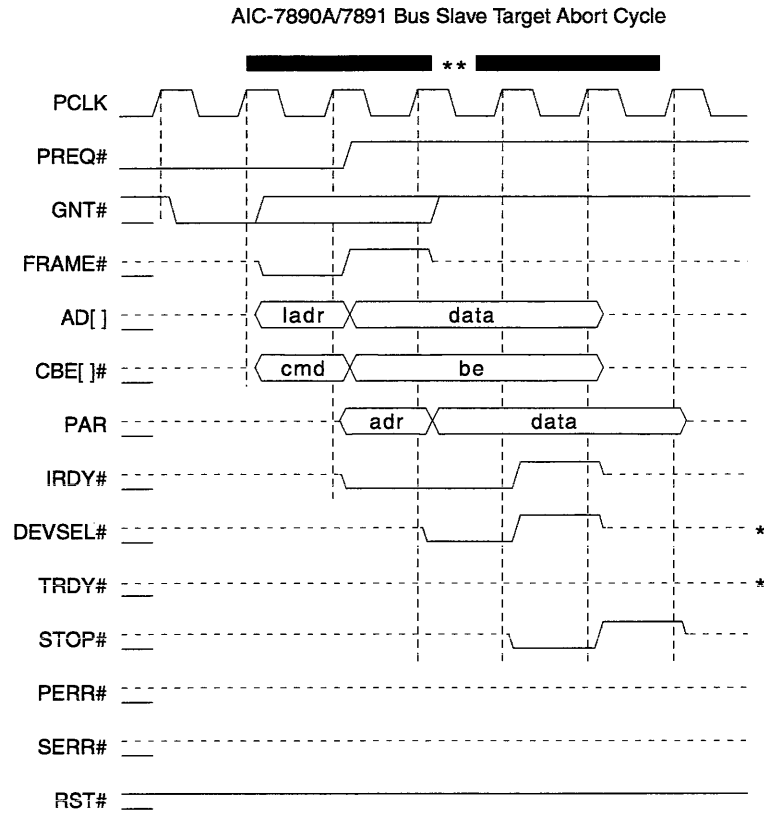 AIC-7890A/7891 Bus Slave Target Abort Cycle
**
PCLK
PREQ#
GNT#
FRAME#
AD[ ]
ladr
data
CBE[ ]#
cmd
be
PAR
adr
data
IRDY#
DEVSEL#
*
TRDY#
*
STOP#
PERR#
SERR#
RST#